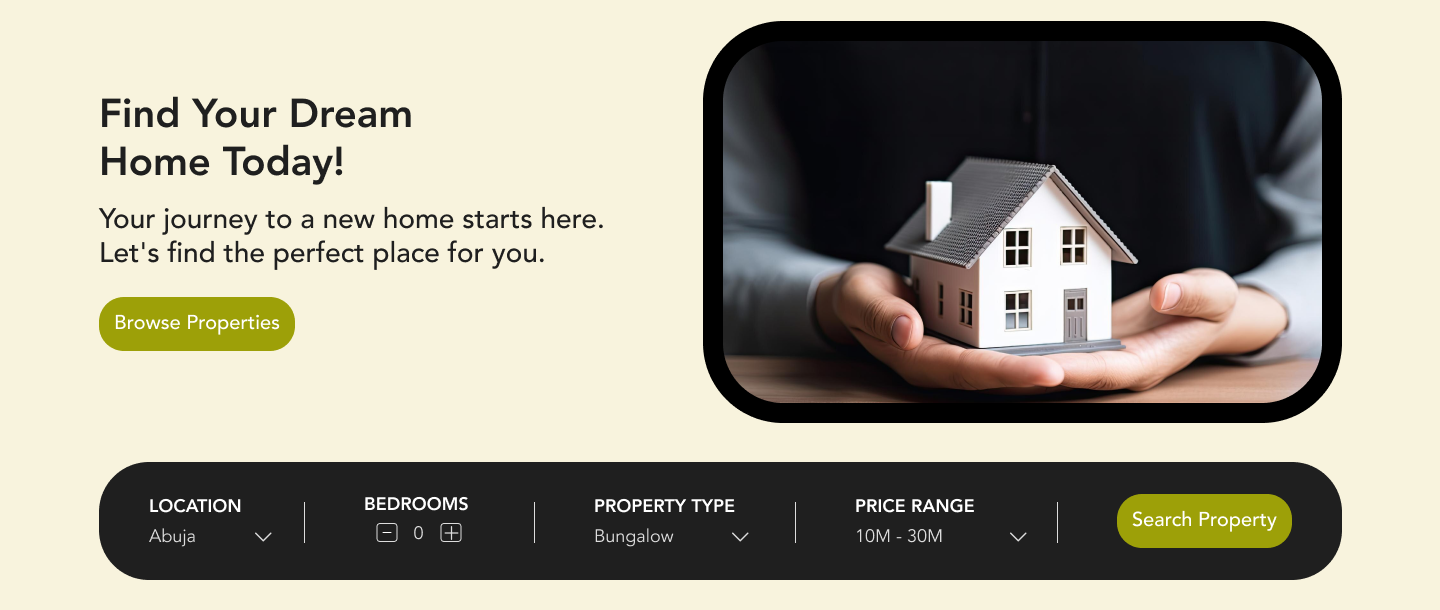 Find Your Dream
Home Today!
Your journey to a new home starts here.
Let's find the perfect place for you.
Browse Properties
LOCATION
Abuja
BEDROOMS
0
PROPERTY TYPE
Bungalow
PRICE RANGE
10M - 30M
Search Property